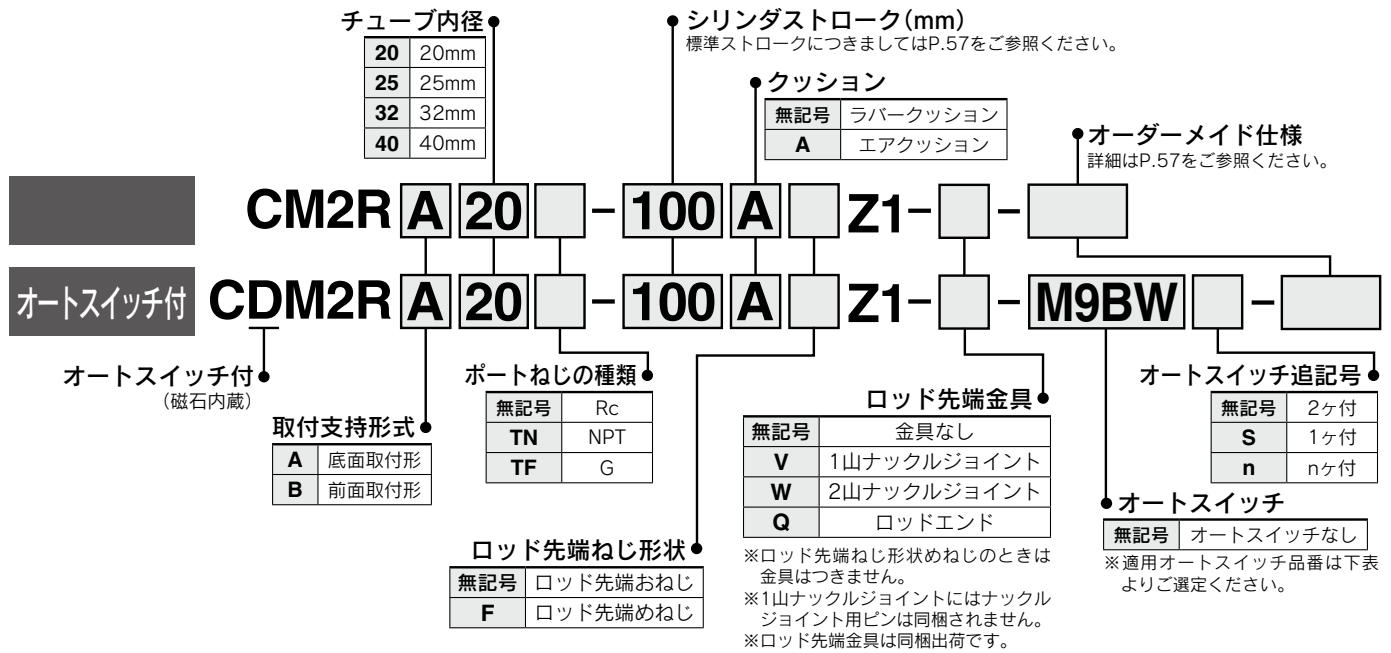 チューブ内径
20 20mm
25 25mm
32 32mm
40 40mm
シリンダストローク(mm)
標準ストロークにつきましてはP.57をご参照ください。
クッション
無記号 ラバークッション
A エアクッション
オーダーメイド仕様
詳細はP.57をご参照ください。
CM2R A 20 - 100 A Z1- -
オートスイッチ付 CDM2R A 20 - 100 A Z1- - M9BW -
オートスイッチ付
(磁石内蔵)
取付支持形式
A 底面取付形
B 前面取付形
ポートねじの種類
無記号 Rc
TN NPT
TF G
ロッド先端ねじ形状
無記号 ロッド先端おねじ
F ロッド先端めねじ
ロッド先端金具
無記号 金具なし
V 1山ナックルジョイント
W 2山ナックルジョイント
Q ロッドエンド
※ロッド先端ねじ形状めねじのときは
金具はつきません。
※1山ナックルジョイントにはナックル
ジョイント用ピンは同梱されません。
※ロッド先端金具は同梱出荷です。
オートスイッチ追記号
無記号 2ヶ付
S 1ヶ付
n nヶ付
オートスイッチ
無記号 オートスイッチなし
※適用オートスイッチ品番は下表
よりご選定ください。